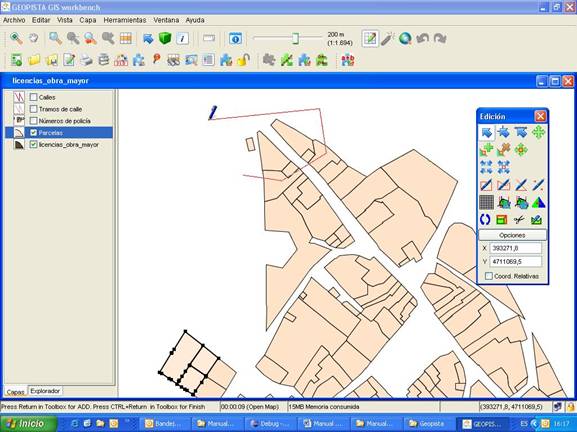 GEOPISTA GIS workbench
Archivo Editar Vista Capa Herramientas Ventana Ayuda
200 m
(1:1.694)
licencias_obra_mayor
Calles
Tramos de calle
Números de policía
Parcelas
licencias_obra_mayor
Edición
Opciones
X 393271,8
Y 4711069,5
Coord. Relativas
Capas Explorador
Press Return in Toolbox for ADD. Press CTRL+Return in Toolbox for Finish 00:00:09 (Open Map) 15MB Memoria consumida (393271,8, 4711069,5)
Inicio Bandej... Manual... Debug -... Manual ... Manual... Geopista GEOPIS... ES 16:17